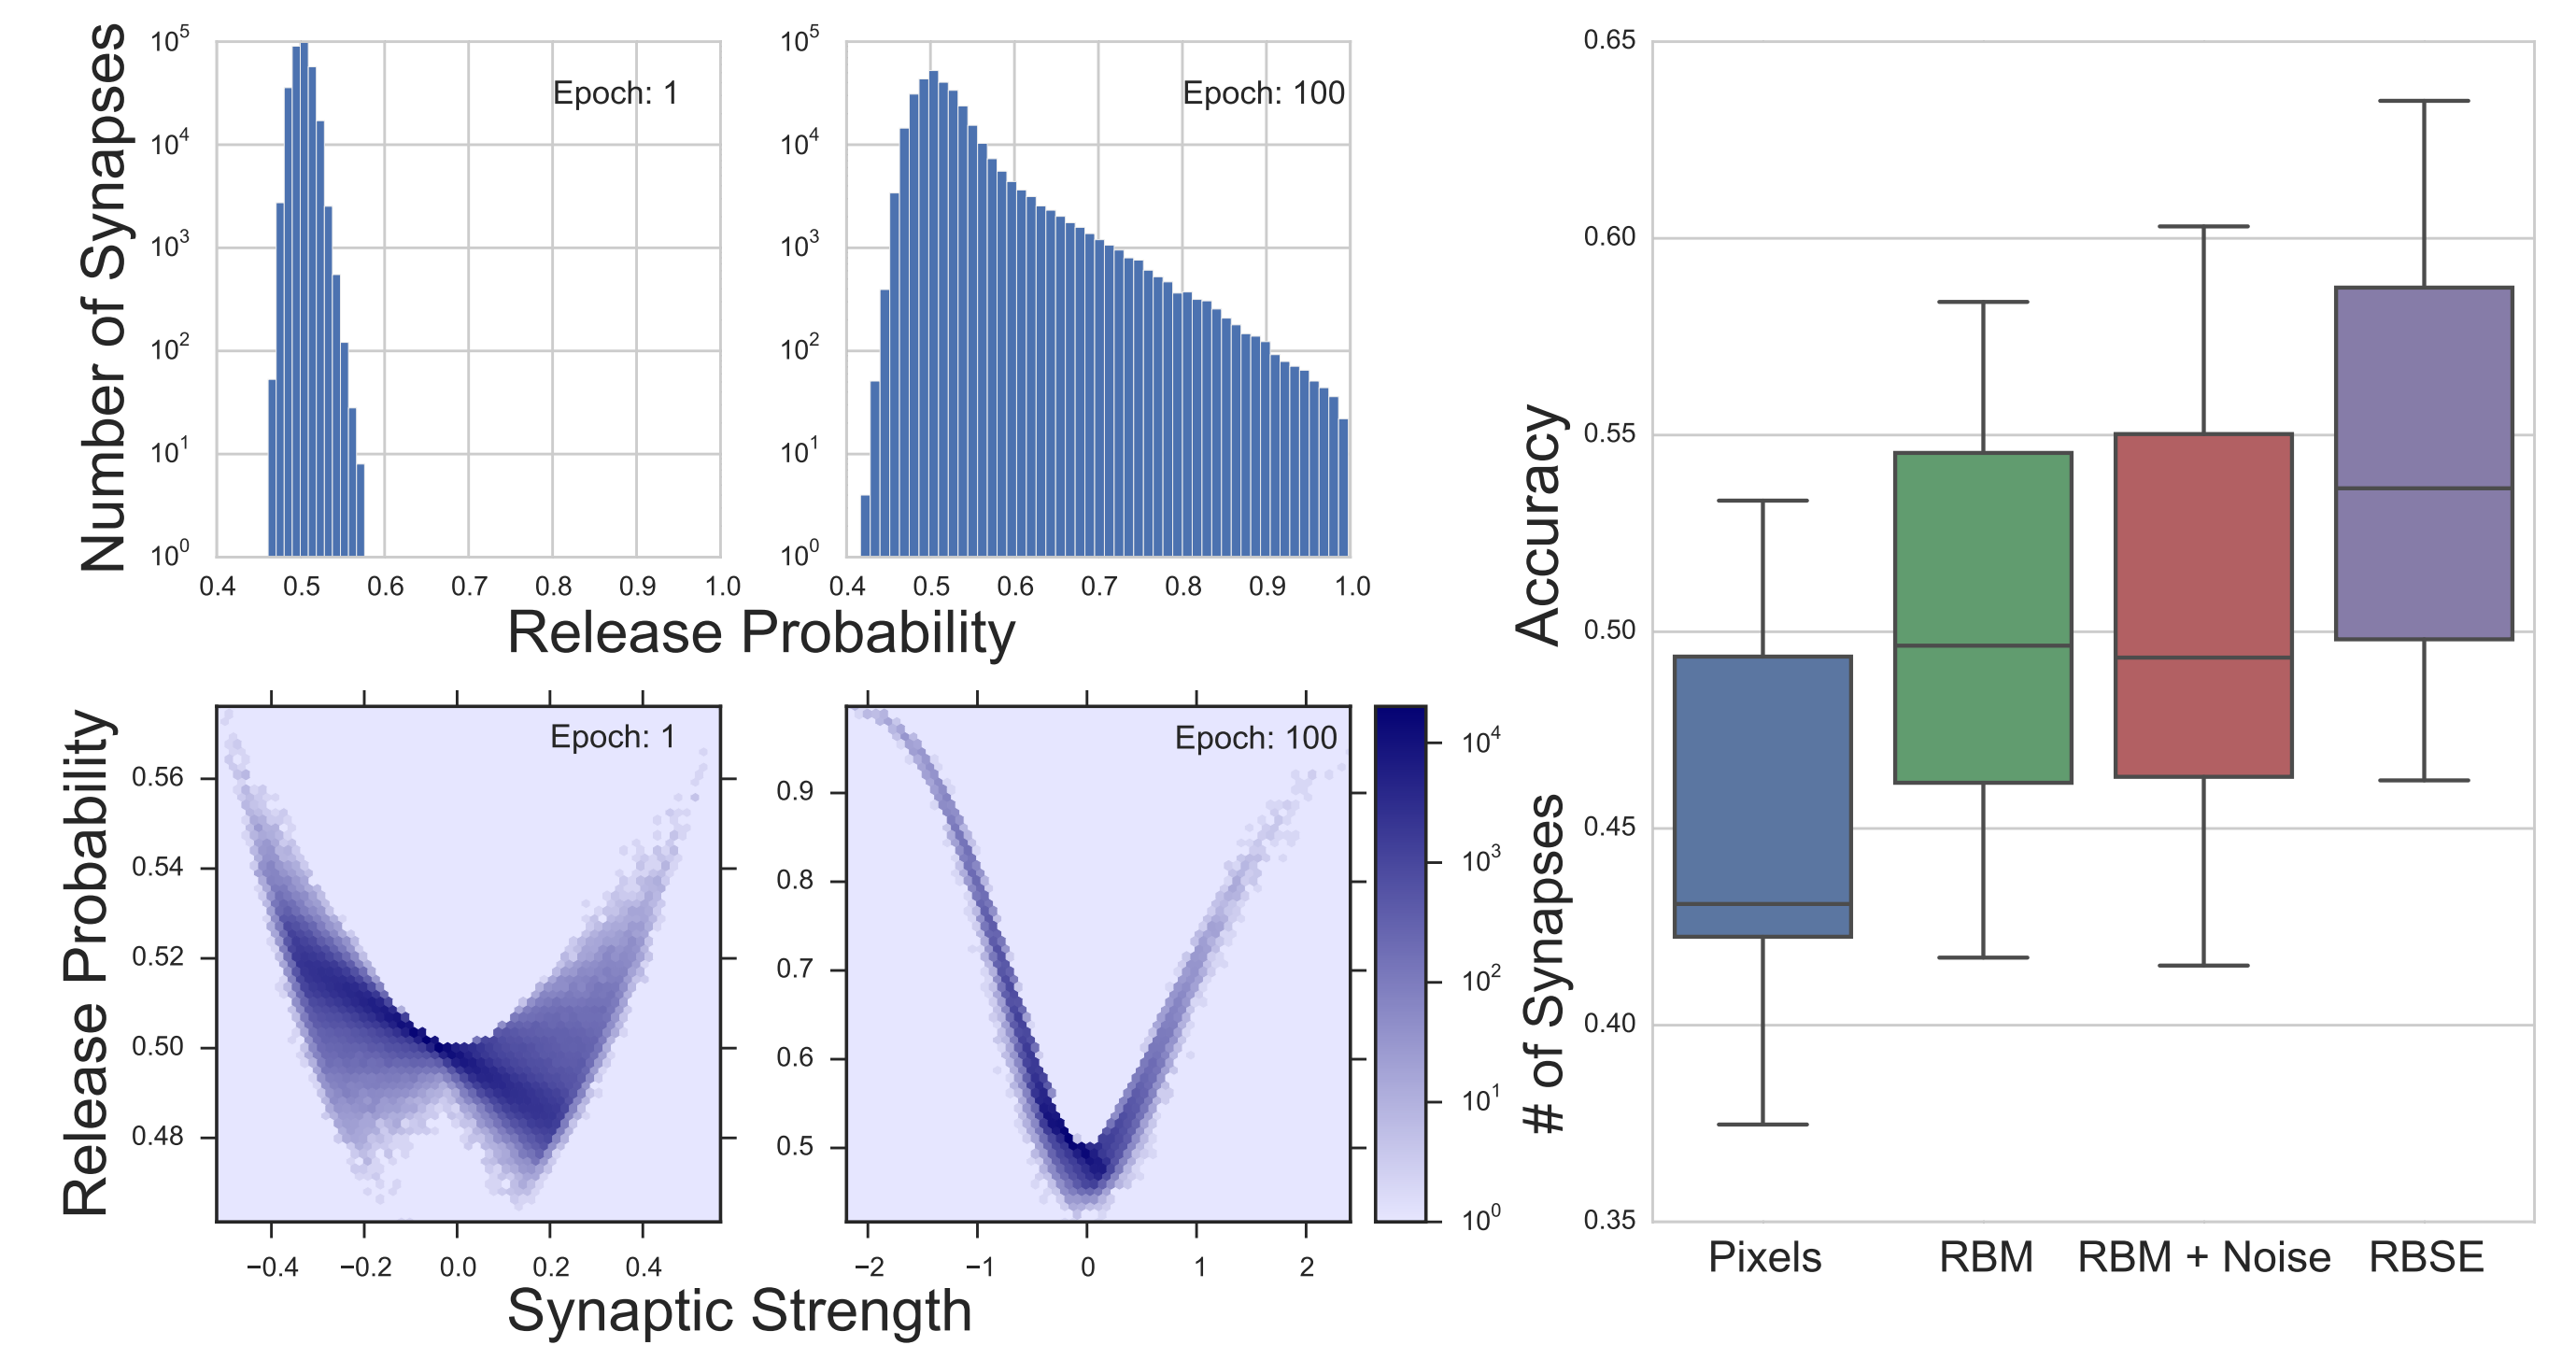 Number of Synapses
10^5
10^4
10^3
10^2
10^1
10^0
Epoch: 1
0.4 0.5 0.6 0.7 0.8 0.9 1.0
10^5
10^4
10^3
10^2
10^1
10^0
Epoch: 100
0.4 0.5 0.6 0.7 0.8 0.9 1.0
Release Probability
Release Probability
0.56
0.54
0.52
0.50
0.48
Epoch: 1
−0.4 −0.2 0.0 0.2 0.4
0.9
0.8
0.7
0.6
0.5
Epoch: 100
−2 −1 0 1 2
Synaptic Strength
10^4
10^3
10^2
10^1
10^0
# of Synapses
Accuracy
0.65
0.60
0.55
0.50
0.45
0.40
0.35
Pixels RBM RBM + Noise RBSE